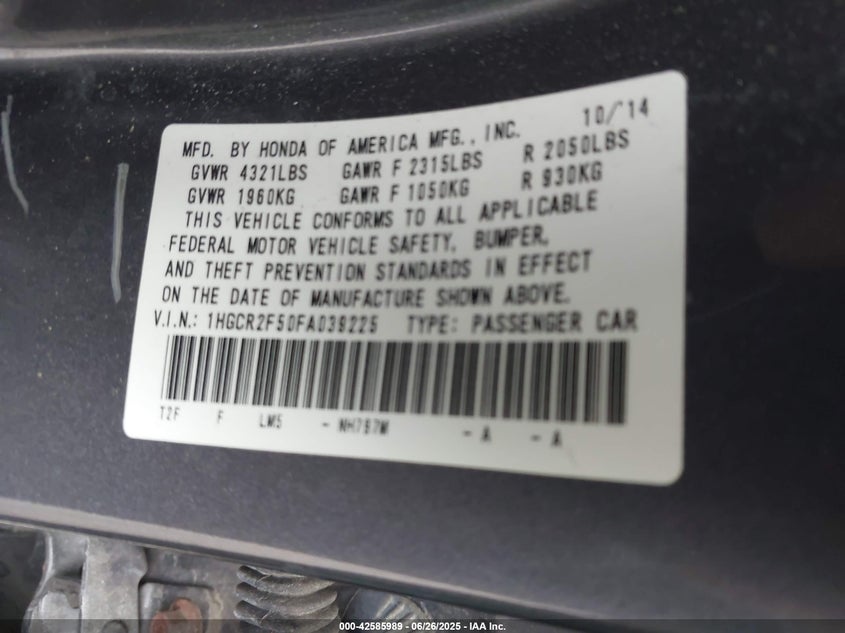 10/14
MFD. BY HONDA OF AMERICA MFG., INC.
GVWR 4321LBS GAWR F 2315LBS R 2050LBS
GVWR 1960KG GAWR F 1050KG R 930KG
THIS VEHICLE CONFORMS TO ALL APPLICABLE
FEDERAL MOTOR VEHICLE SAFETY, BUMPER,
AND THEFT PREVENTION STANDARDS IN EFFECT
ON THE DATE OF MANUFACTURE SHOWN ABOVE.
V.I.N.: 1HGCR2F50FA039225 TYPE: PASSENGER CAR
T2F F LM5 - NH797M - A - A
000-42585989 - 06/26/2025 - IAA Inc.